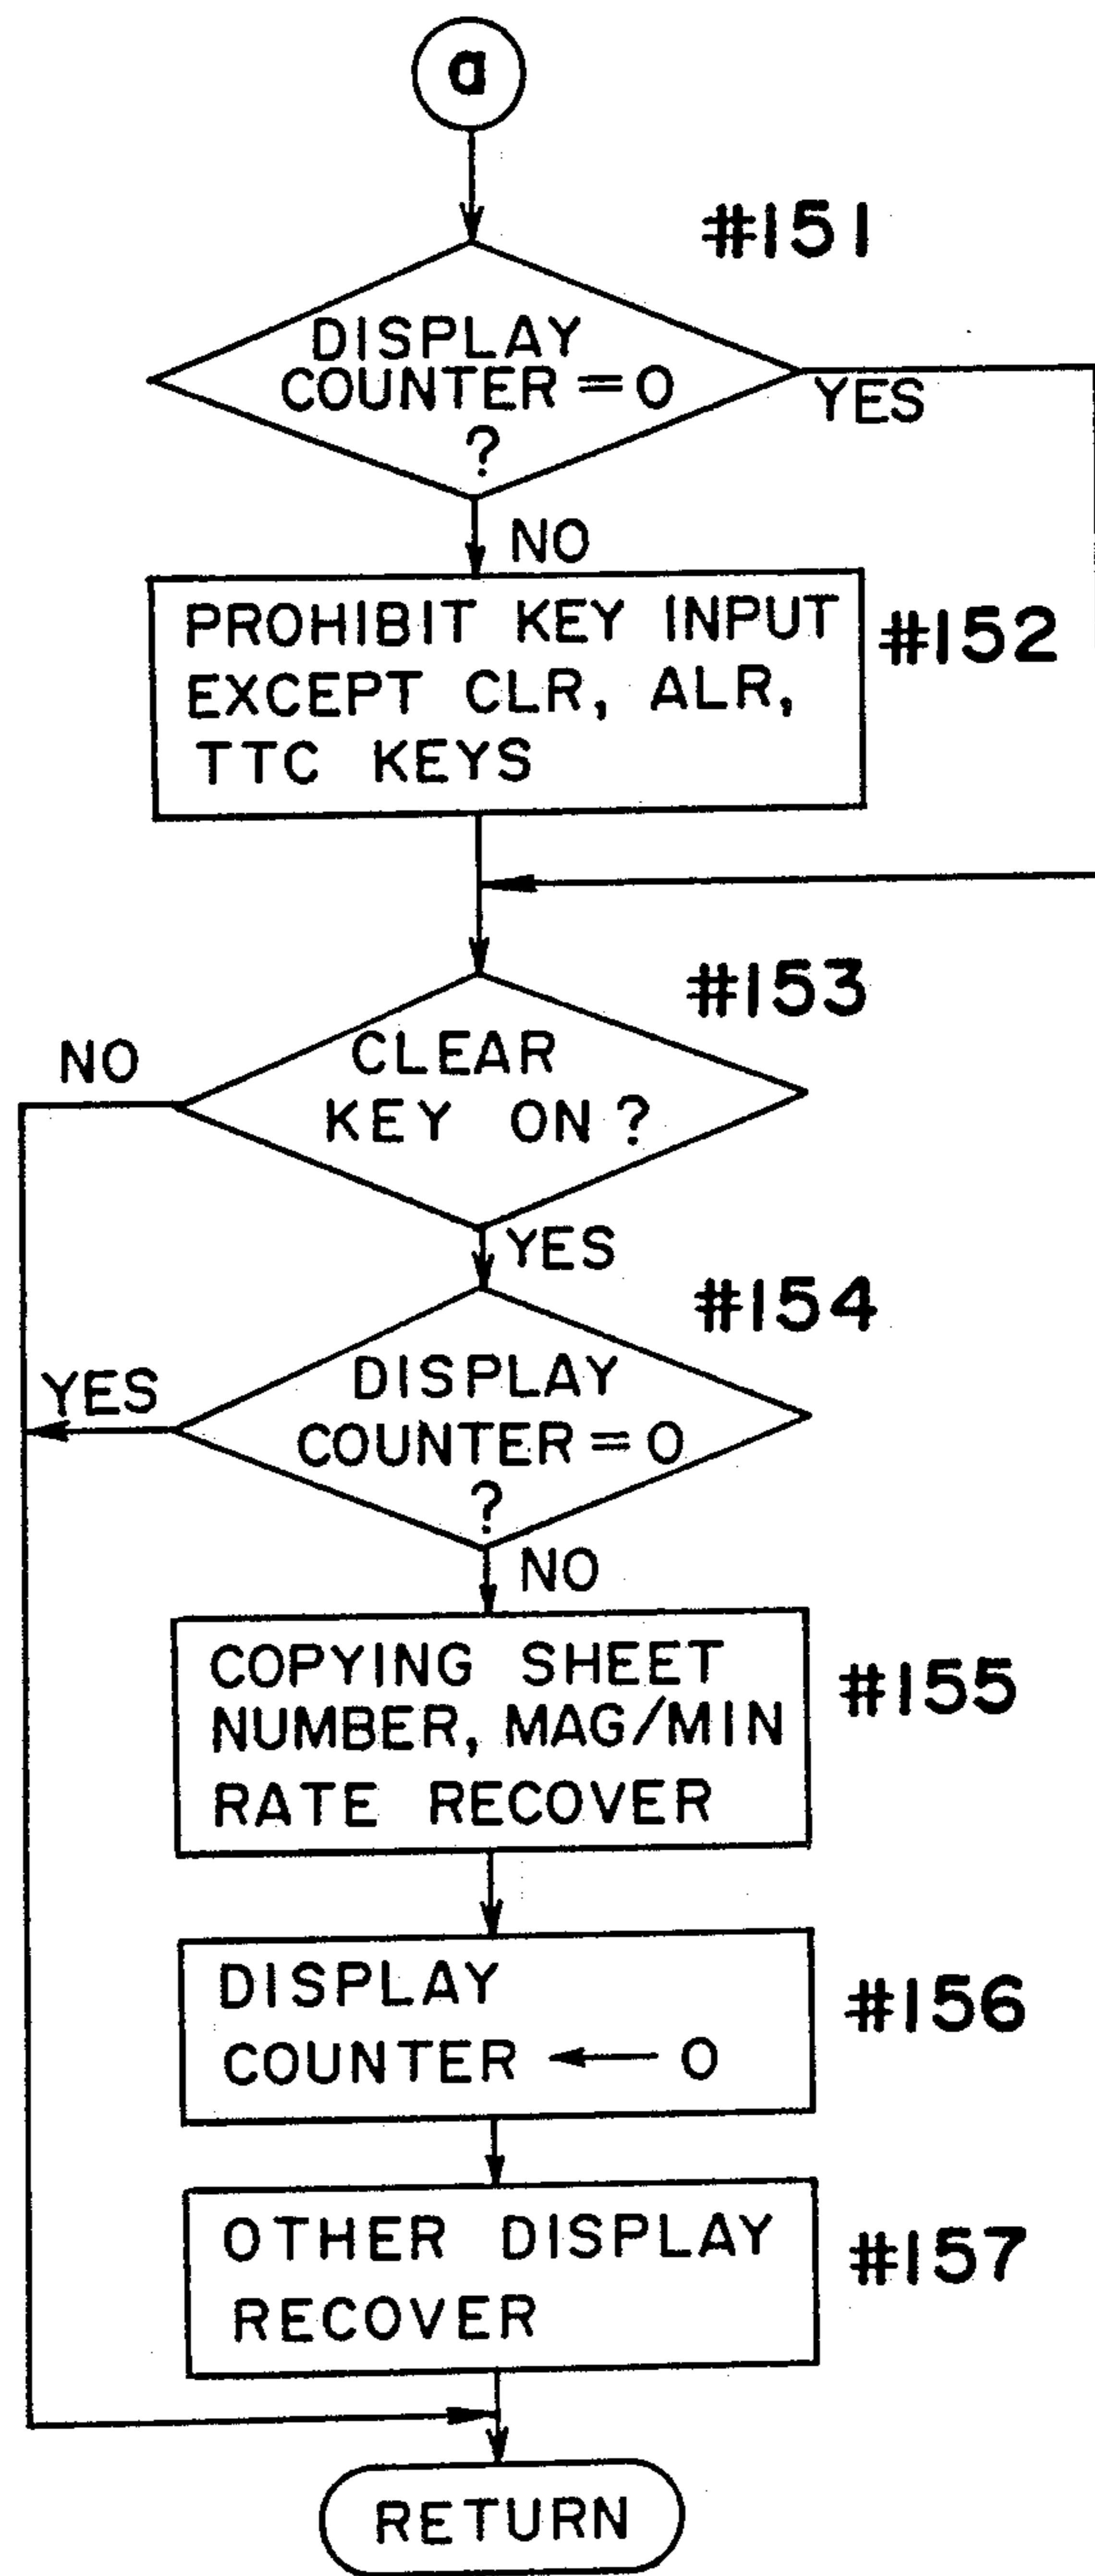 a
#151
DISPLAY
COUNTER = 0
?
YES
NO
PROHIBIT KEY INPUT
EXCEPT CLR, ALR,
TTC KEYS
#152
#153
NO
CLEAR
KEY ON ?
YES
#154
YES
DISPLAY
COUNTER = 0
?
NO
COPYING SHEET
NUMBER, MAG/MIN
RATE RECOVER
#155
DISPLAY
COUNTER ← 0
#156
OTHER DISPLAY
RECOVER
#157
RETURN